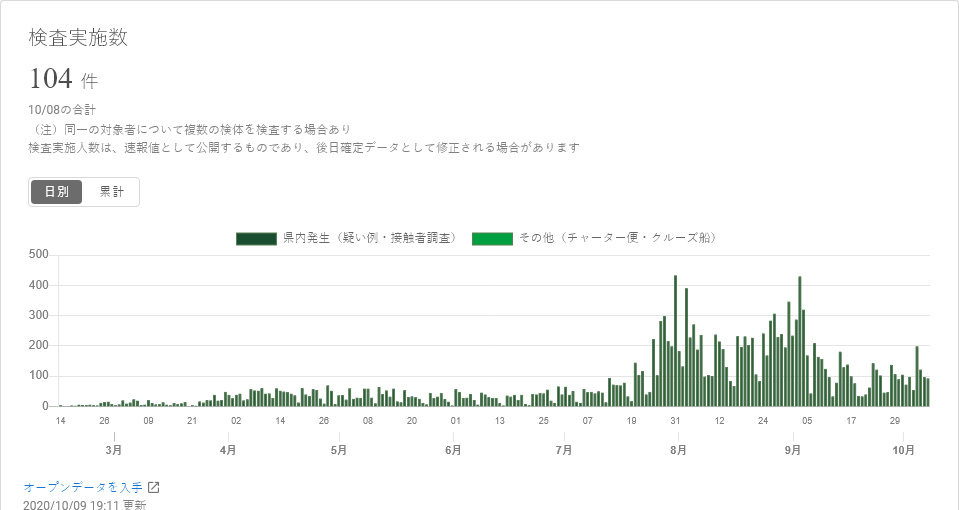 検査実施数
104 件
10/08の合計
（注）同一の対象者について複数の検体を検査する場合あり
検査実施人数は、速報値として公開するものであり、後日確定データとして修正される場合があります
日別 累計
県内発生（疑い例・接触者調査） その他（チャーター便・クルーズ船）
500
400
300
200
100
0
14 26 09 21 02 14 26 08 20 01 13 25 07 19 31 12 24 05 17 29
3月 4月 5月 6月 7月 8月 9月 10月
オープンデータを入手
2020/10/09 19:11 更新